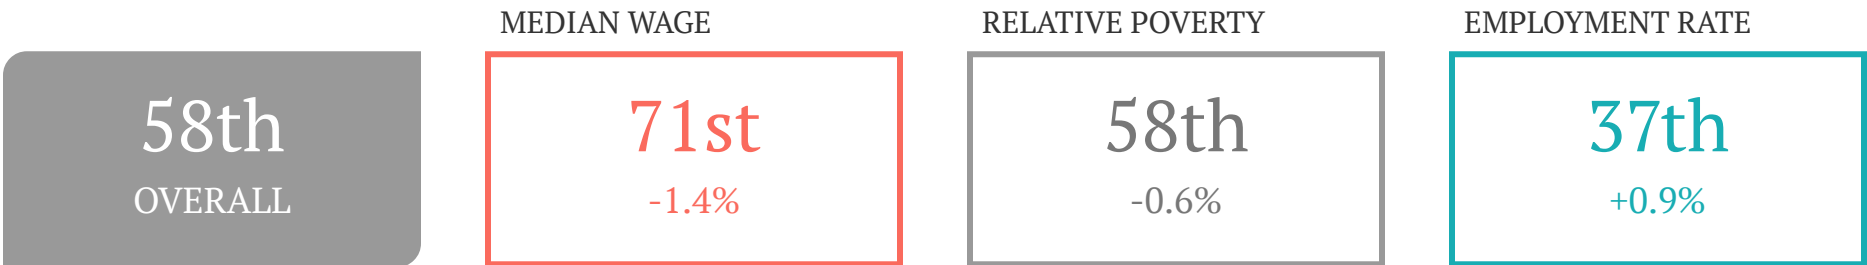 MEDIAN WAGE
RELATIVE POVERTY
EMPLOYMENT RATE
58th
OVERALL
71st
-1.4%
58th
-0.6%
37th
+0.9%